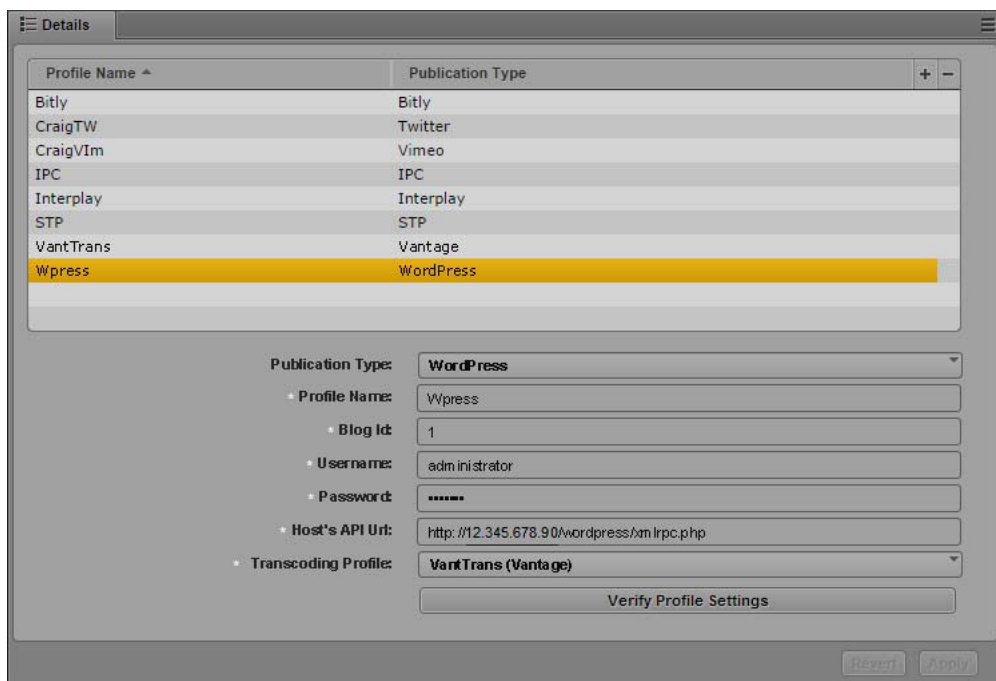 Details
Profile Name Publication Type + −
Bitly Bitly
CraigTW Twitter
CraigVIm Vimeo
IPC IPC
Interplay Interplay
STP STP
VantTrans Vantage
Wpress WordPress
Publication Type: WordPress
* Profile Name: Wpress
* Blog Id: 1
* Username: administrator
* Password: •••••••
* Host's API Url: http://12.345.678.90/wordpress/xmlrpc.php
* Transcoding Profile: VantTrans (Vantage)
Verify Profile Settings
Revert Apply